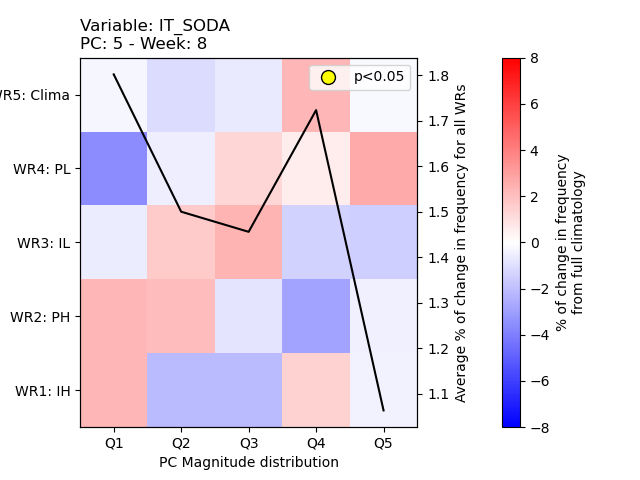 Variable: IT_SODA
PC: 5 - Week: 8
p<0.05
WR5: Clima
WR4: PL
WR3: IL
WR2: PH
WR1: IH
Q1 Q2 Q3 Q4 Q5
PC Magnitude distribution
1.8
1.7
1.6
1.5
1.4
1.3
1.2
1.1
Average % of change in frequency for all WRs
8
6
4
2
0
−2
−4
−6
−8
% of change in frequency
from full climatology